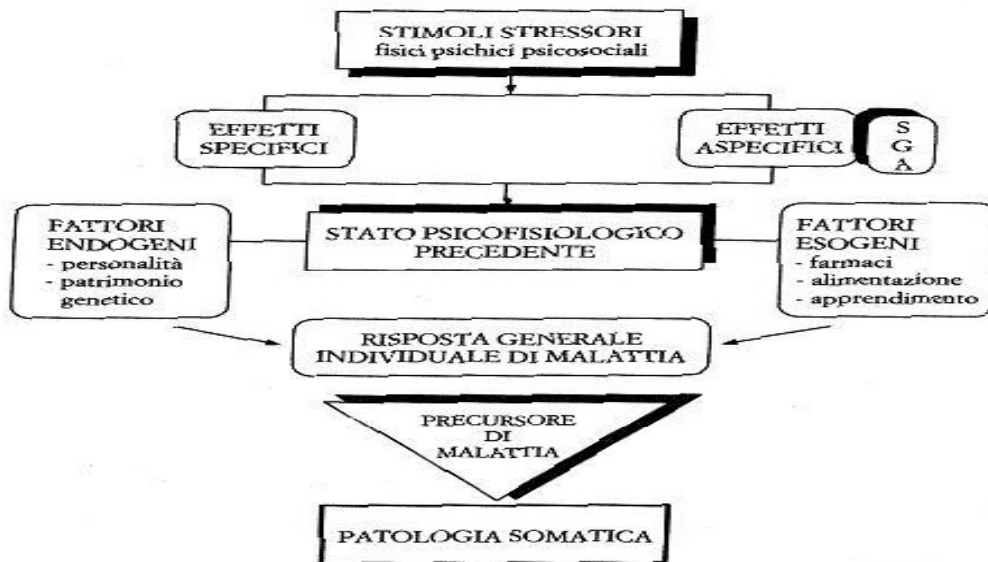 STIMOLI STRESSORI
fisici psichici psicosociali
EFFETTI
SPECIFICI
EFFETTI
ASPECIFICI
S
G
A
FATTORI
ENDOGENI
- personalità
- patrimonio
genetico
STATO PSICOFISIOLOGICO
PRECEDENTE
FATTORI
ESOGENI
- farmaci
- alimentazione
- apprendimento
RISPOSTA GENERALE
INDIVIDUALE DI MALATTIA
PRECURSORE
DI
MALATTIA
PATOLOGIA SOMATICA